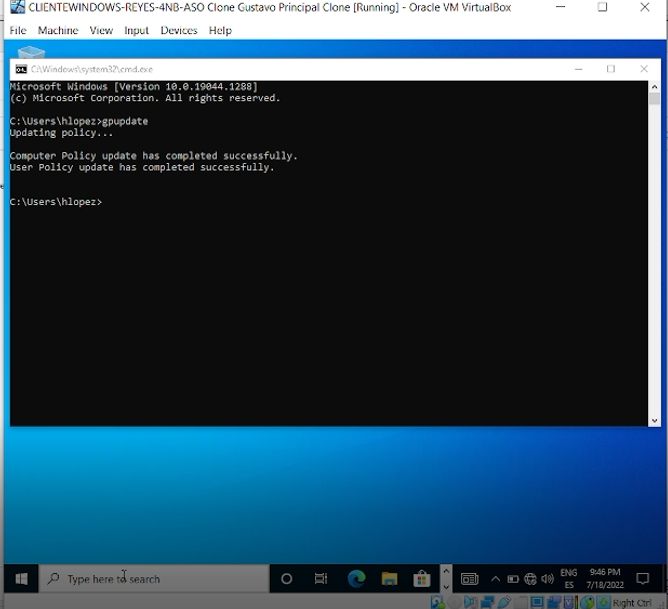 CLIENTEWINDOWS-REYES-4NB-ASO Clone Gustavo Principal Clone [Running] - Oracle VM VirtualBox
File Machine View Input Devices Help
C:\Windows\system32\cmd.exe
Microsoft Windows [Version 10.0.19044.1288]
(c) Microsoft Corporation. All rights reserved.
C:\Users\hlopez>gpupdate
Updating policy...
Computer Policy update has completed successfully.
User Policy update has completed successfully.
C:\Users\hlopez>
Type here to search
ENG
ES
9:46 PM
7/18/2022
Right Ctrl